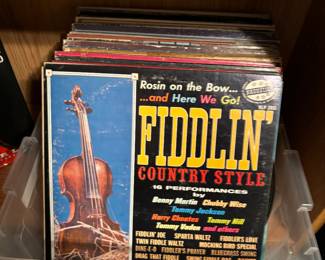 Rosin on the Bow...
...and Here We Go!
FIDDLIN'
COUNTRY STYLE
16 PERFORMANCES
by
Benny Martin Chubby Wise
Tommy Jackson
Harry Choates Tommy Hill
Tommy Vaden and others
FIDDLIN' JOE SPARTA WALTZ FIDDLER'S LOVE
TWIN FIDDLE WALTZ MOCKING BIRD SPECIAL
DING-E-O FIDDLER'S PRAYER BLUEGRASS SWING
DRAG THAT FIDDLE